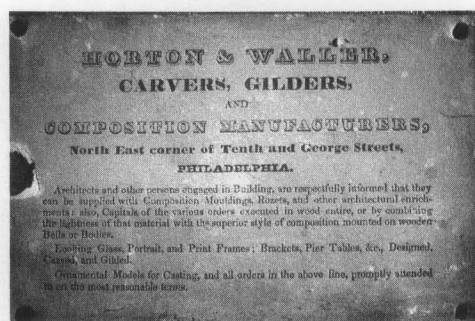 HORTON & WALLER,
CARVERS, GILDERS,
AND
COMPOSITION MANUFACTURERS,
North East corner of Tenth and George Streets,
PHILADELPHIA.
Architects and other persons engaged in Building, are respectfully informed that they
can be supplied with Composition Mouldings, Rozets, and other architectural enrich-
ments: also, Capitals of the various orders executed in wood entire, or by combining
the lightness of that material with the superior style of composition mounted on wooden
Bells or Bodies.
Looking Glass, Portrait, and Print Frames; Brackets, Pier Tables, &c., Designed,
Carved, and Gilded.
Ornamental Models for Casting, and all orders in the above line, promptly attended
to on the most reasonable terms.